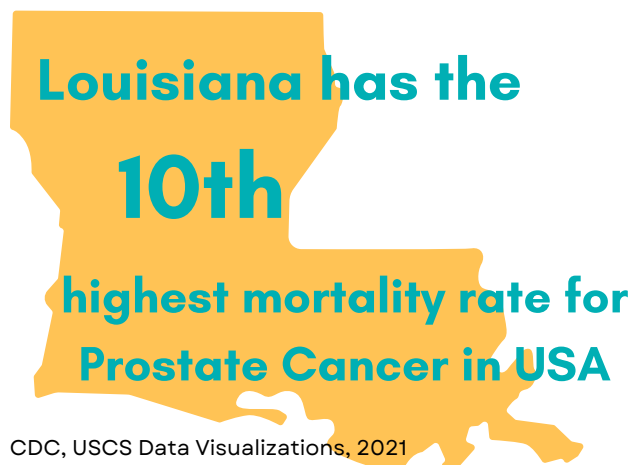 Louisiana has the
10th
highest mortality rate for
Prostate Cancer in USA
CDC, USCS Data Visualizations, 2021